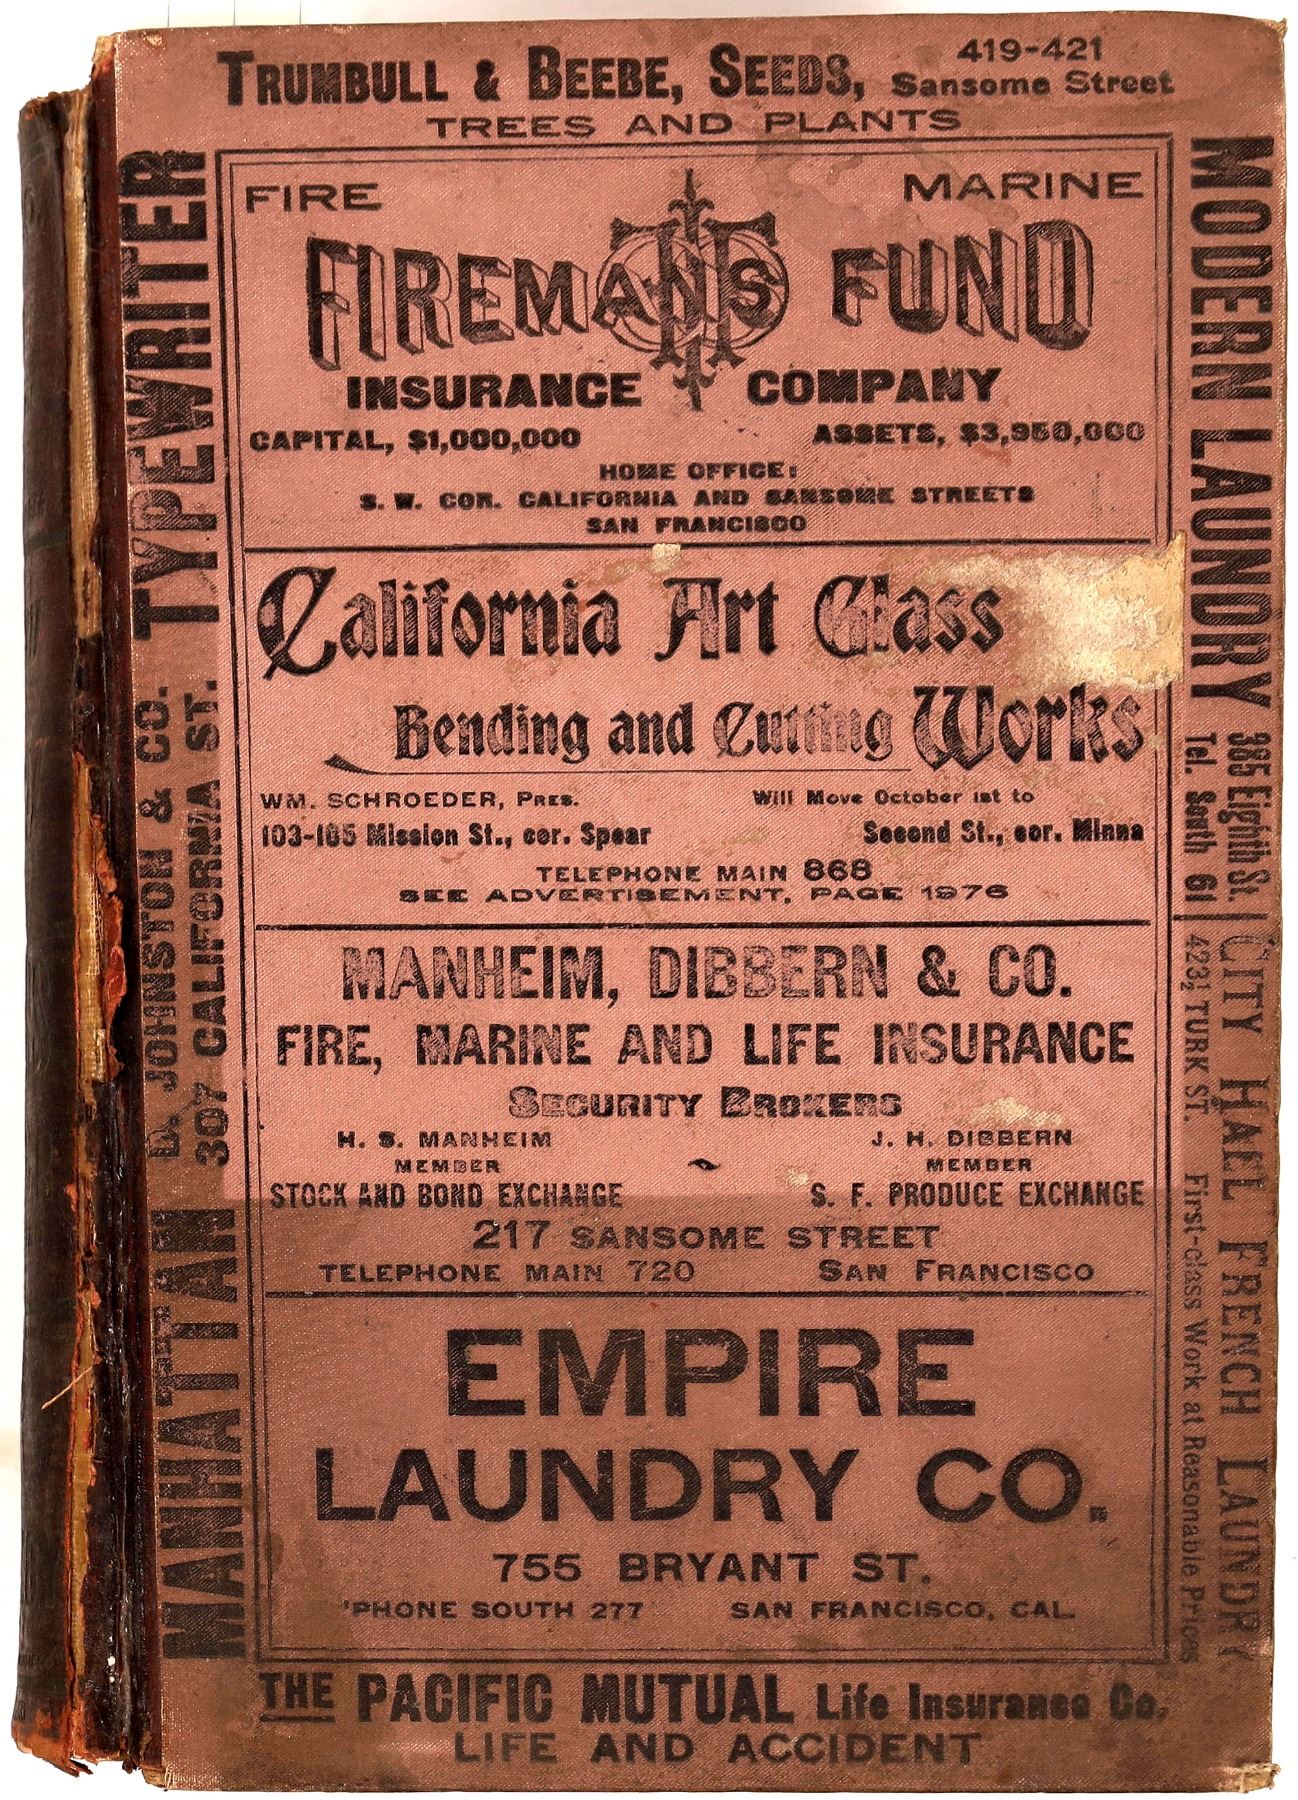 TRUMBULL & BEEBE, SEEDS, 419-421 Sansome Street
TREES AND PLANTS
FIRE MARINE
FIREMAN'S FUND
INSURANCE COMPANY
CAPITAL, $1,000,000 ASSETS, $3,950,000
HOME OFFICE:
S. W. COR. CALIFORNIA AND SANSOME STREETS
SAN FRANCISCO
California Art Glass
Bending and Cutting Works
WM. SCHROEDER, PRES. Will Move October 1st to
103-105 Mission St., cor. Spear Second St., cor. Minna
TELEPHONE MAIN 868
SEE ADVERTISEMENT, PAGE 1976
MANHEIM, DIBBERN & CO.
FIRE, MARINE AND LIFE INSURANCE
SECURITY BROKERS
H. S. MANHEIM J. H. DIBBERN
MEMBER MEMBER
STOCK AND BOND EXCHANGE S. F. PRODUCE EXCHANGE
217 SANSOME STREET
TELEPHONE MAIN 720 SAN FRANCISCO
EMPIRE
LAUNDRY CO.
755 BRYANT ST.
'PHONE SOUTH 277 SAN FRANCISCO, CAL.
THE PACIFIC MUTUAL Life Insurance Co.
LIFE AND ACCIDENT
MANHATTAN TYPEWRITER
D. JOHNSTON & CO.
307 CALIFORNIA ST.
MODERN LAUNDRY
365 Eighth St.
Tel. South 61
CITY HALL FRENCH LAUNDRY
423½ TURK ST. First-class Work at Reasonable Prices